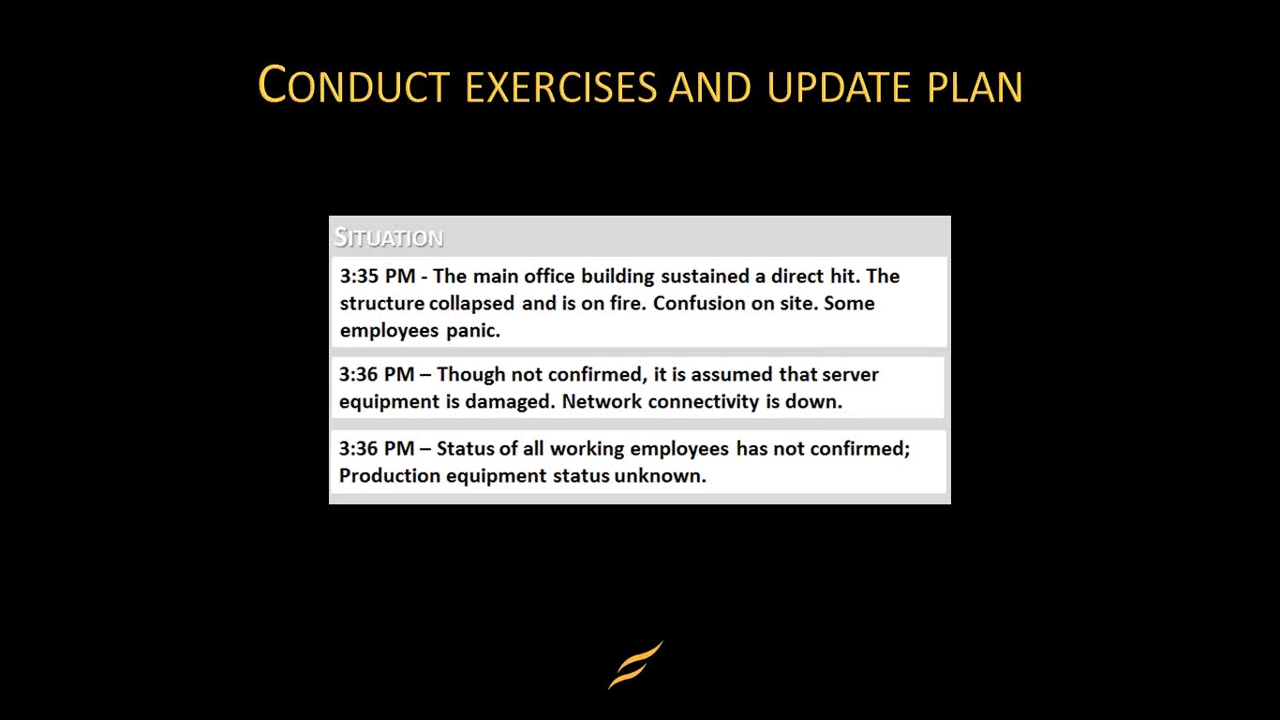 CONDUCT EXERCISES AND UPDATE PLAN
SITUATION
3:35 PM - The main office building sustained a direct hit. The
structure collapsed and is on fire. Confusion on site. Some
employees panic.
3:36 PM – Though not confirmed, it is assumed that server
equipment is damaged. Network connectivity is down.
3:36 PM – Status of all working employees has not confirmed;
Production equipment status unknown.